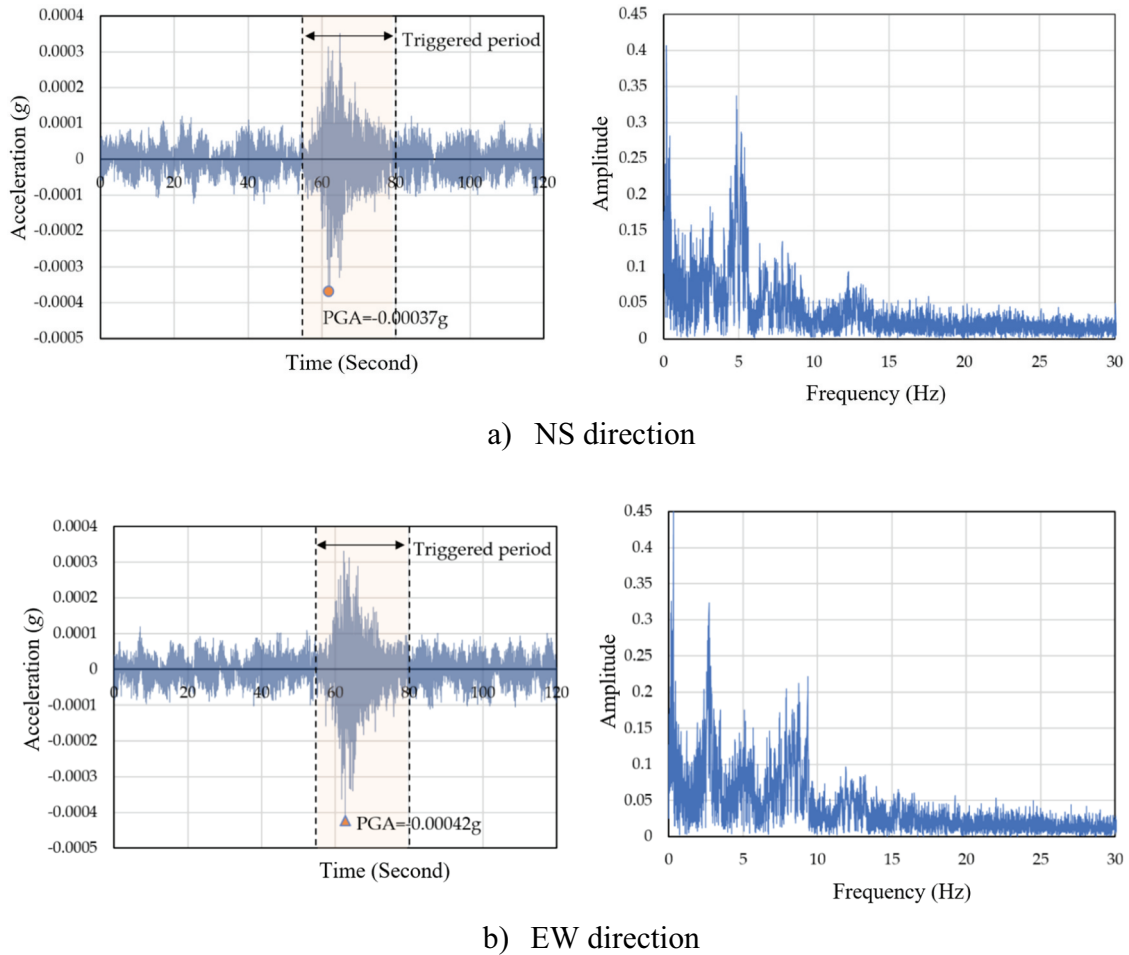 0.0004
0.0003
0.0002
0.0001
0
-0.0001
-0.0002
-0.0003
-0.0004
-0.0005
0 20 40 60 80 100 120
Acceleration (g)
Triggered period
PGA=-0.00037g
Time (Second)
0.45
0.4
0.35
0.3
0.25
0.2
0.15
0.1
0.05
0
Amplitude
0 5 10 15 20 25 30
Frequency (Hz)
a) NS direction
0.0004
0.0003
0.0002
0.0001
0
-0.0001
-0.0002
-0.0003
-0.0004
-0.0005
0 20 40 60 80 100 120
Acceleration (g)
Triggered period
PGA=-0.00042g
Time (Second)
0.45
0.4
0.35
0.3
0.25
0.2
0.15
0.1
0.05
0
Amplitude
0 5 10 15 20 25 30
Frequency (Hz)
b) EW direction